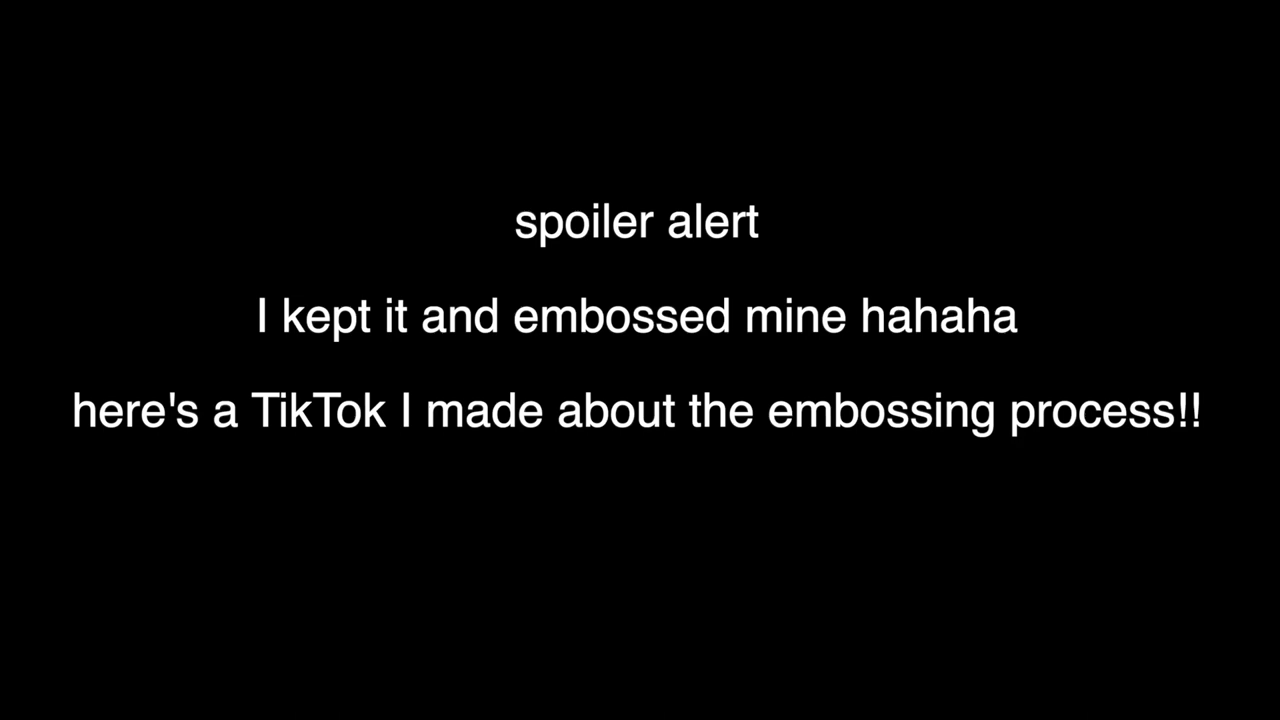 spoiler alert
I kept it and embossed mine hahaha
here's a TikTok I made about the embossing process!!